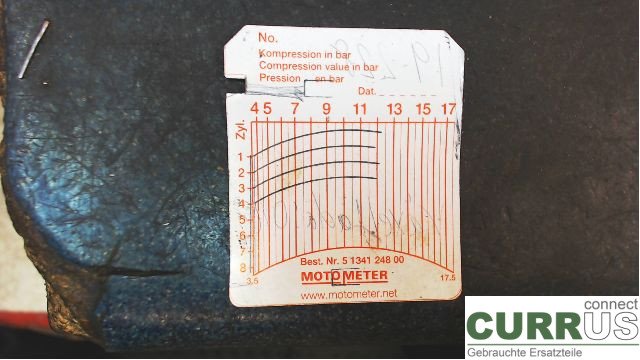 No.
Kompression in bar
Compression value in bar
Pression en bar
Dat.
4 5 7 9 11 13 15 17
Zyl.
1
2
3
4
5
6
7
8
3.5 17.5
Best. Nr. 5 1341 248 00
MOTOMETER
www.motometer.net
CURRUS connect
Gebrauchte Ersatzteile